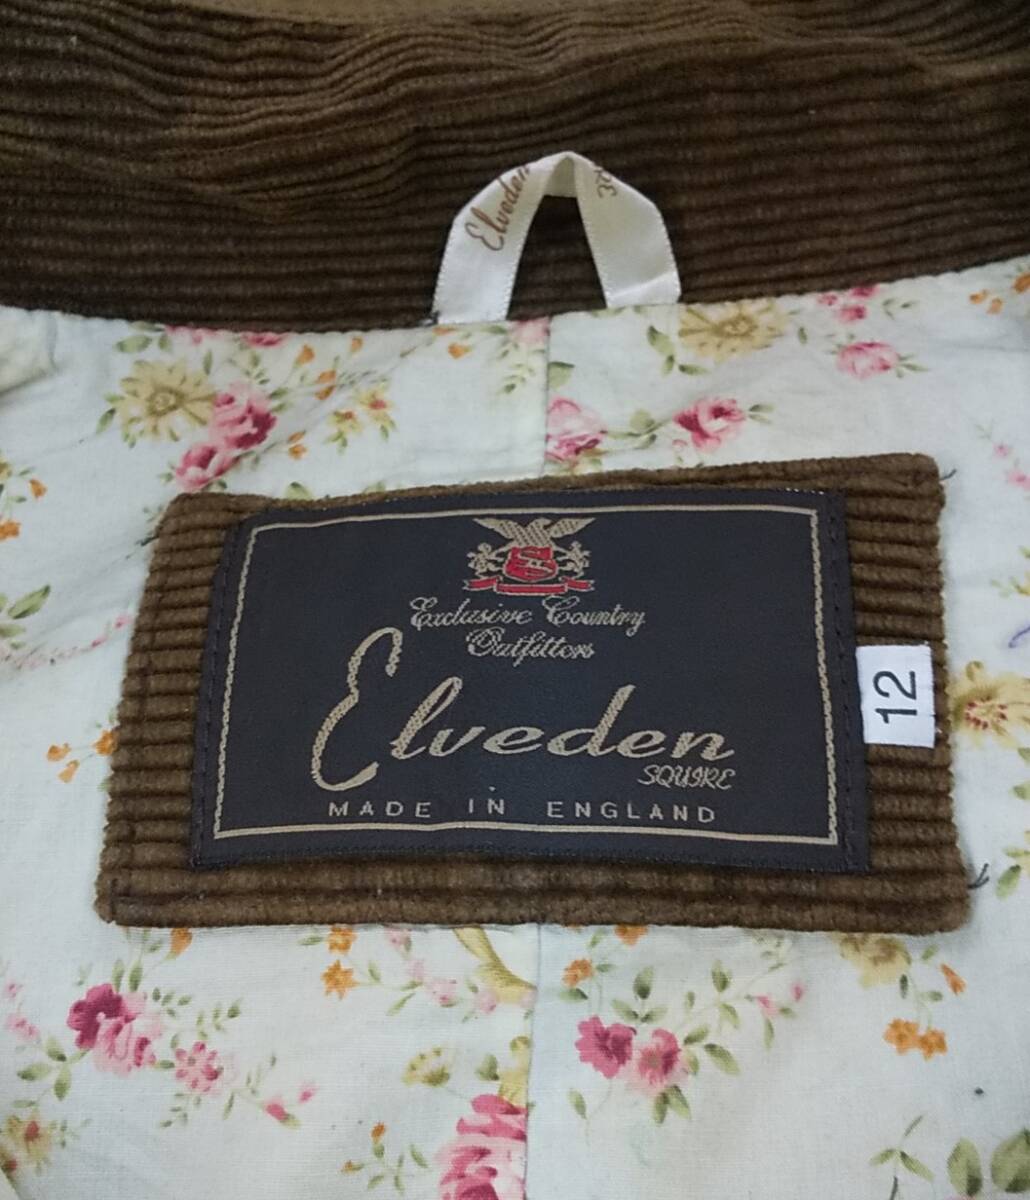 Elveden
Exclusive Country
Outfitters
Elveden
SQUIRE
MADE IN ENGLAND
12